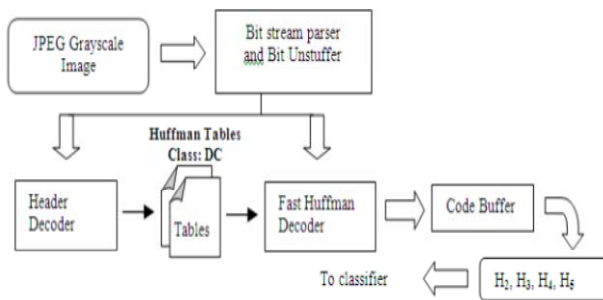 JPEG Grayscale
Image
Bit stream parser
and Bit Unstuffer
Huffman Tables
Class: DC
Header
Decoder
Tables
Fast Huffman
Decoder
Code Buffer
To classifier
H₂, H₃, H₄, H₅